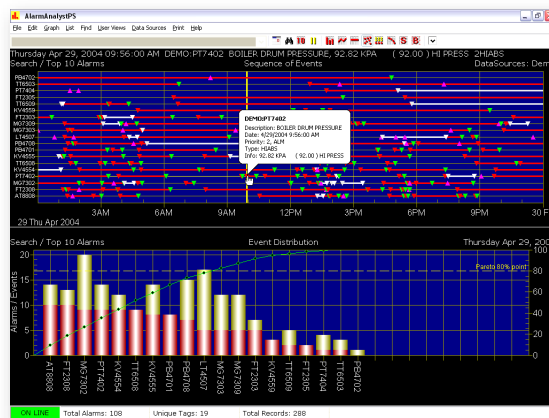 AlarmAnalystPS
File Edit Graph List Find User Views Data Sources Print Help
Thursday Apr 29, 2004 09:56:00 AM DEMO:PT7402 BOILER DRUM PRESSURE, 92.82 KPA ( 92.00 ) HI PRESS 2HIABS
Search / Top 10 Alarms Sequence of Events DataSources: Dem
PB4702
TT6503
PT7404
FT2305
TT6509
KV4559
FT2303
MG7309
MG7303
LT4507
PB4708
PB4701
KV4555
TT6508
KV4554
PT7402
MG7302
FT2308
AT8808
DEMO:PT7402
Description: BOILER DRUM PRESSURE
Date: 4/29/2004 9:56:00 AM
Priority: 2, ALM
Type: HIABS
Info: 92.82 KPA ( 92.00) HI PRESS
3AM 6AM 9AM 12PM 3PM 6PM 9PM 30 F
29 Thu Apr 2004
Search / Top 10 Alarms Event Distribution Thursday Apr 29, 200
Alarms / Events
20
15
10
5
0
100
80
60
40
20
0
Pareto 80% point
AT8808
FT2308
MG7302
PT7402
KV4554
TT6508
KV4555
PB4701
PB4708
LT4507
MG7303
MG7309
FT2303
KV4559
TT6509
FT2305
PT7404
TT6503
PB4702
ON LINE Total Alarms: 108 Unique Tags: 19 Total Records: 288